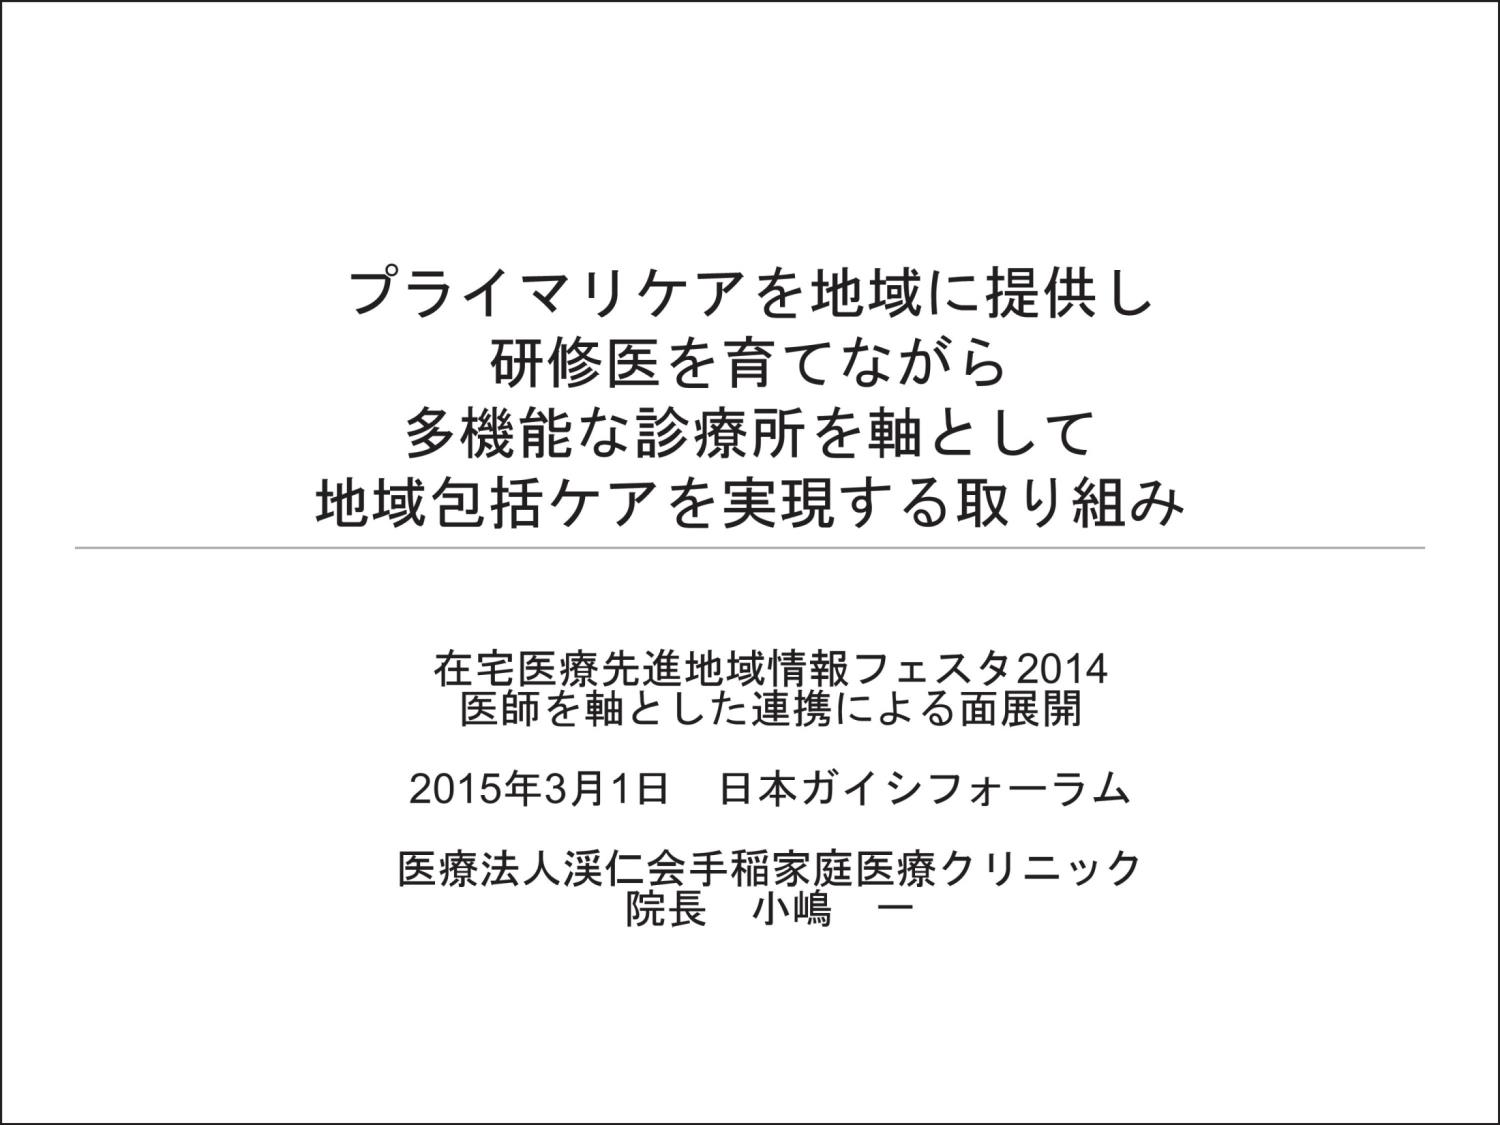 プライマリケアを地域に提供し
研修医を育てながら
多機能な診療所を軸として
地域包括ケアを実現する取り組み
在宅医療先進地域情報フェスタ2014
医師を軸とした連携による面展開
2015年3月1日　日本ガイシフォーラム
医療法人渓仁会手稲家庭医療クリニック
院長　小嶋　一